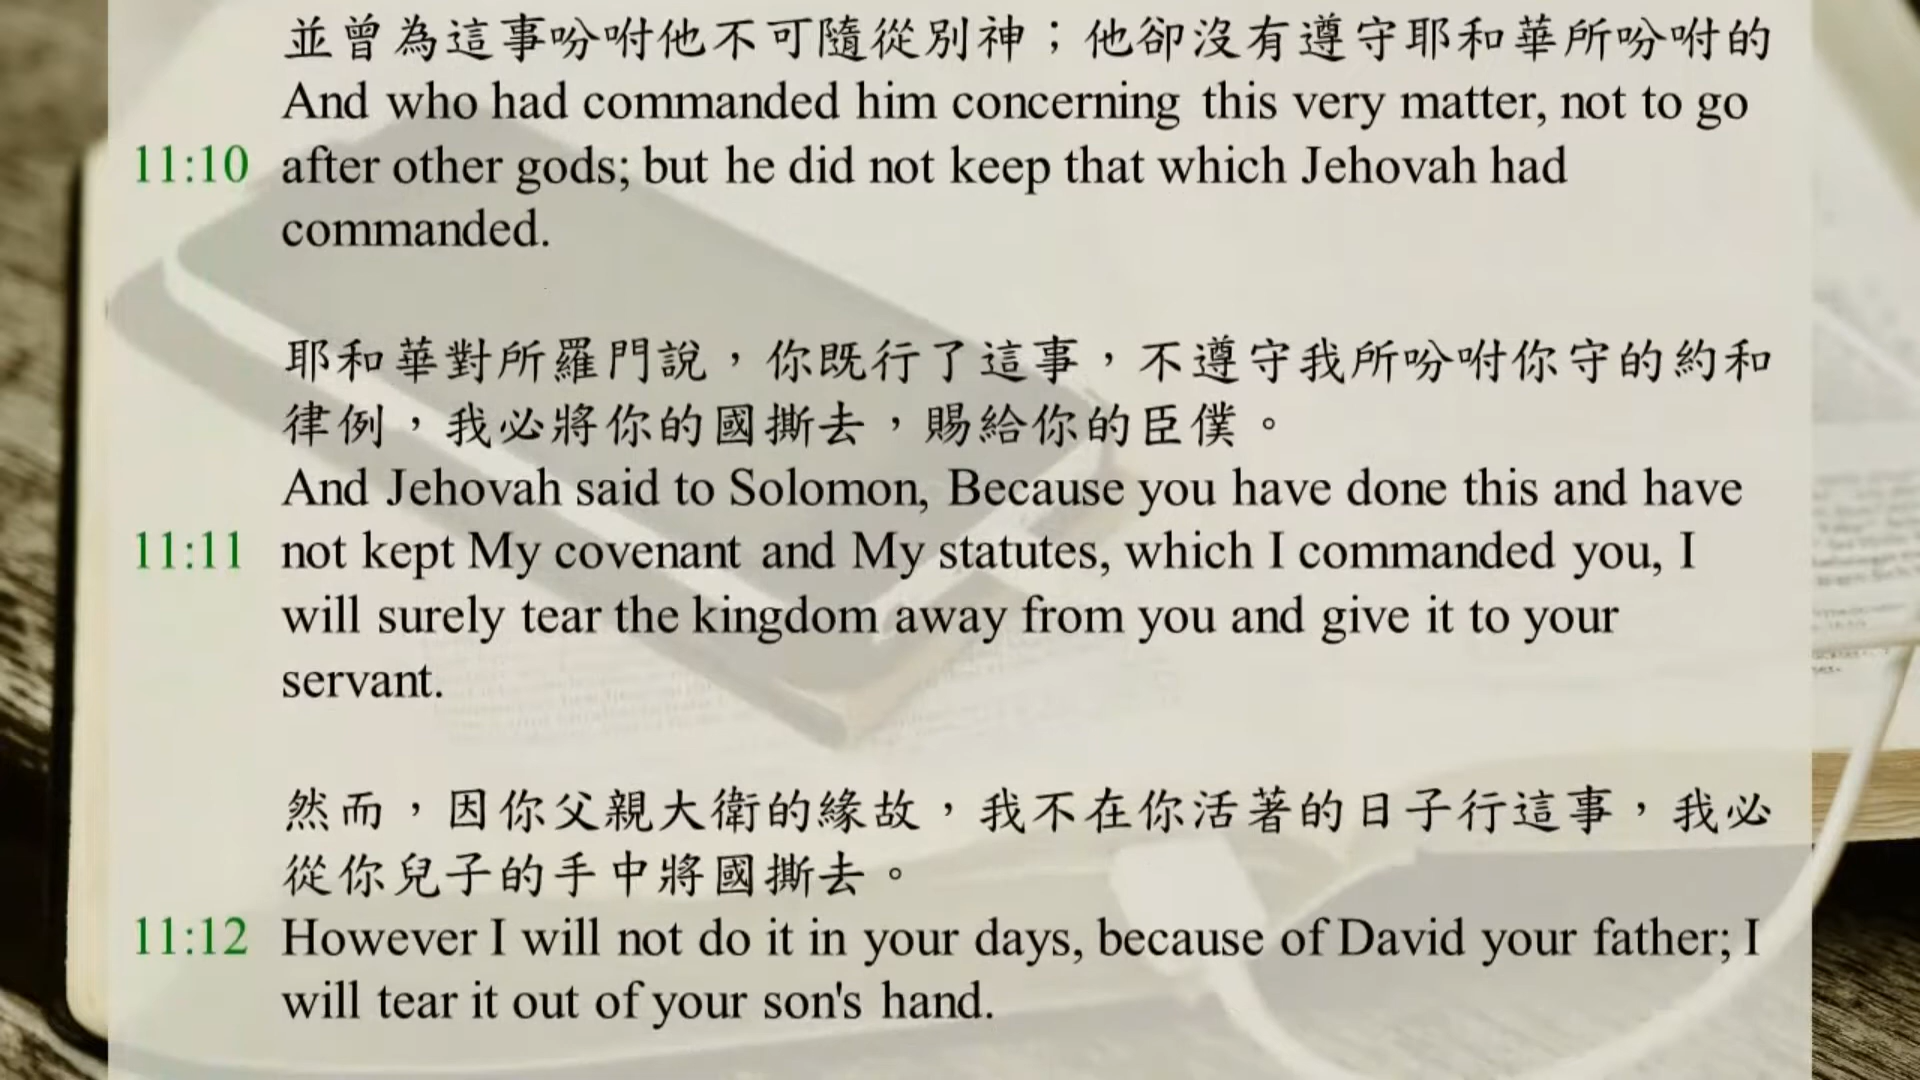 並曾為這事吩咐他不可隨從別神；他卻沒有遵守耶和華所吩咐的
And who had commanded him concerning this very matter, not to go
11:10 after other gods; but he did not keep that which Jehovah had
commanded.
耶和華對所羅門說，你既行了這事，不遵守我所吩咐你守的約和
律例，我必將你的國撕去，賜給你的臣僕。
And Jehovah said to Solomon, Because you have done this and have
11:11 not kept My covenant and My statutes, which I commanded you, I
will surely tear the kingdom away from you and give it to your
servant.
然而，因你父親大衛的緣故，我不在你活著的日子行這事，我必
從你兒子的手中將國撕去。
11:12 However I will not do it in your days, because of David your father; I
will tear it out of your son's hand.